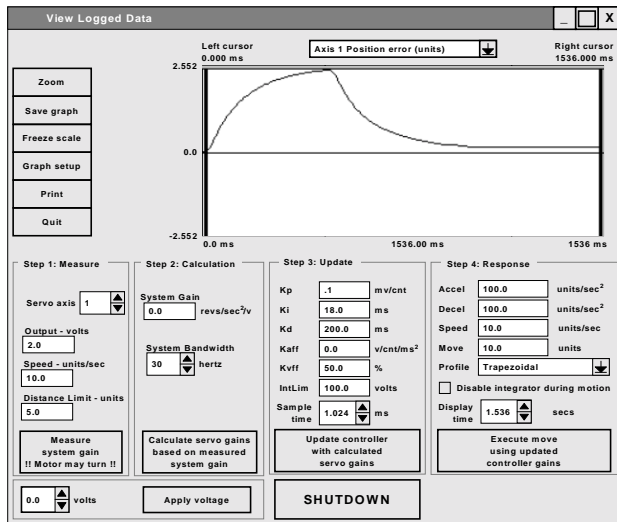 View Logged Data
_ X
Left cursor
0.000 ms
Axis 1 Position error (units)
Right cursor
1536.000 ms
Zoom
Save graph
Freeze scale
Graph setup
Print
Quit
2.552
0.0
-2.552
0.0 ms 1536.00 ms 1536 ms
Step 1: Measure
Servo axis 1
Output - volts
2.0
Speed - units/sec
10.0
Distance Limit - units
5.0
Measure
system gain
!! Motor may turn !!
Step 2: Calculation
System Gain
0.0 revs/sec²/v
System Bandwidth
30 hertz
Calculate servo gains
based on measured
system gain
Step 3: Update
Kp .1 mv/cnt
Ki 18.0 ms
Kd 200.0 ms
Kaff 0.0 v/cnt/ms²
Kvff 50.0 %
IntLim 100.0 volts
Sample
time 1.024 ms
Update controller
with calculated
servo gains
Step 4: Response
Accel 100.0 units/sec²
Decel 100.0 units/sec²
Speed 10.0 units/sec
Move 10.0 units
Profile Trapezoidal
Disable integrator during motion
Display
time 1.536 secs
Execute move
using updated
controller gains
0.0 volts
Apply voltage
SHUTDOWN